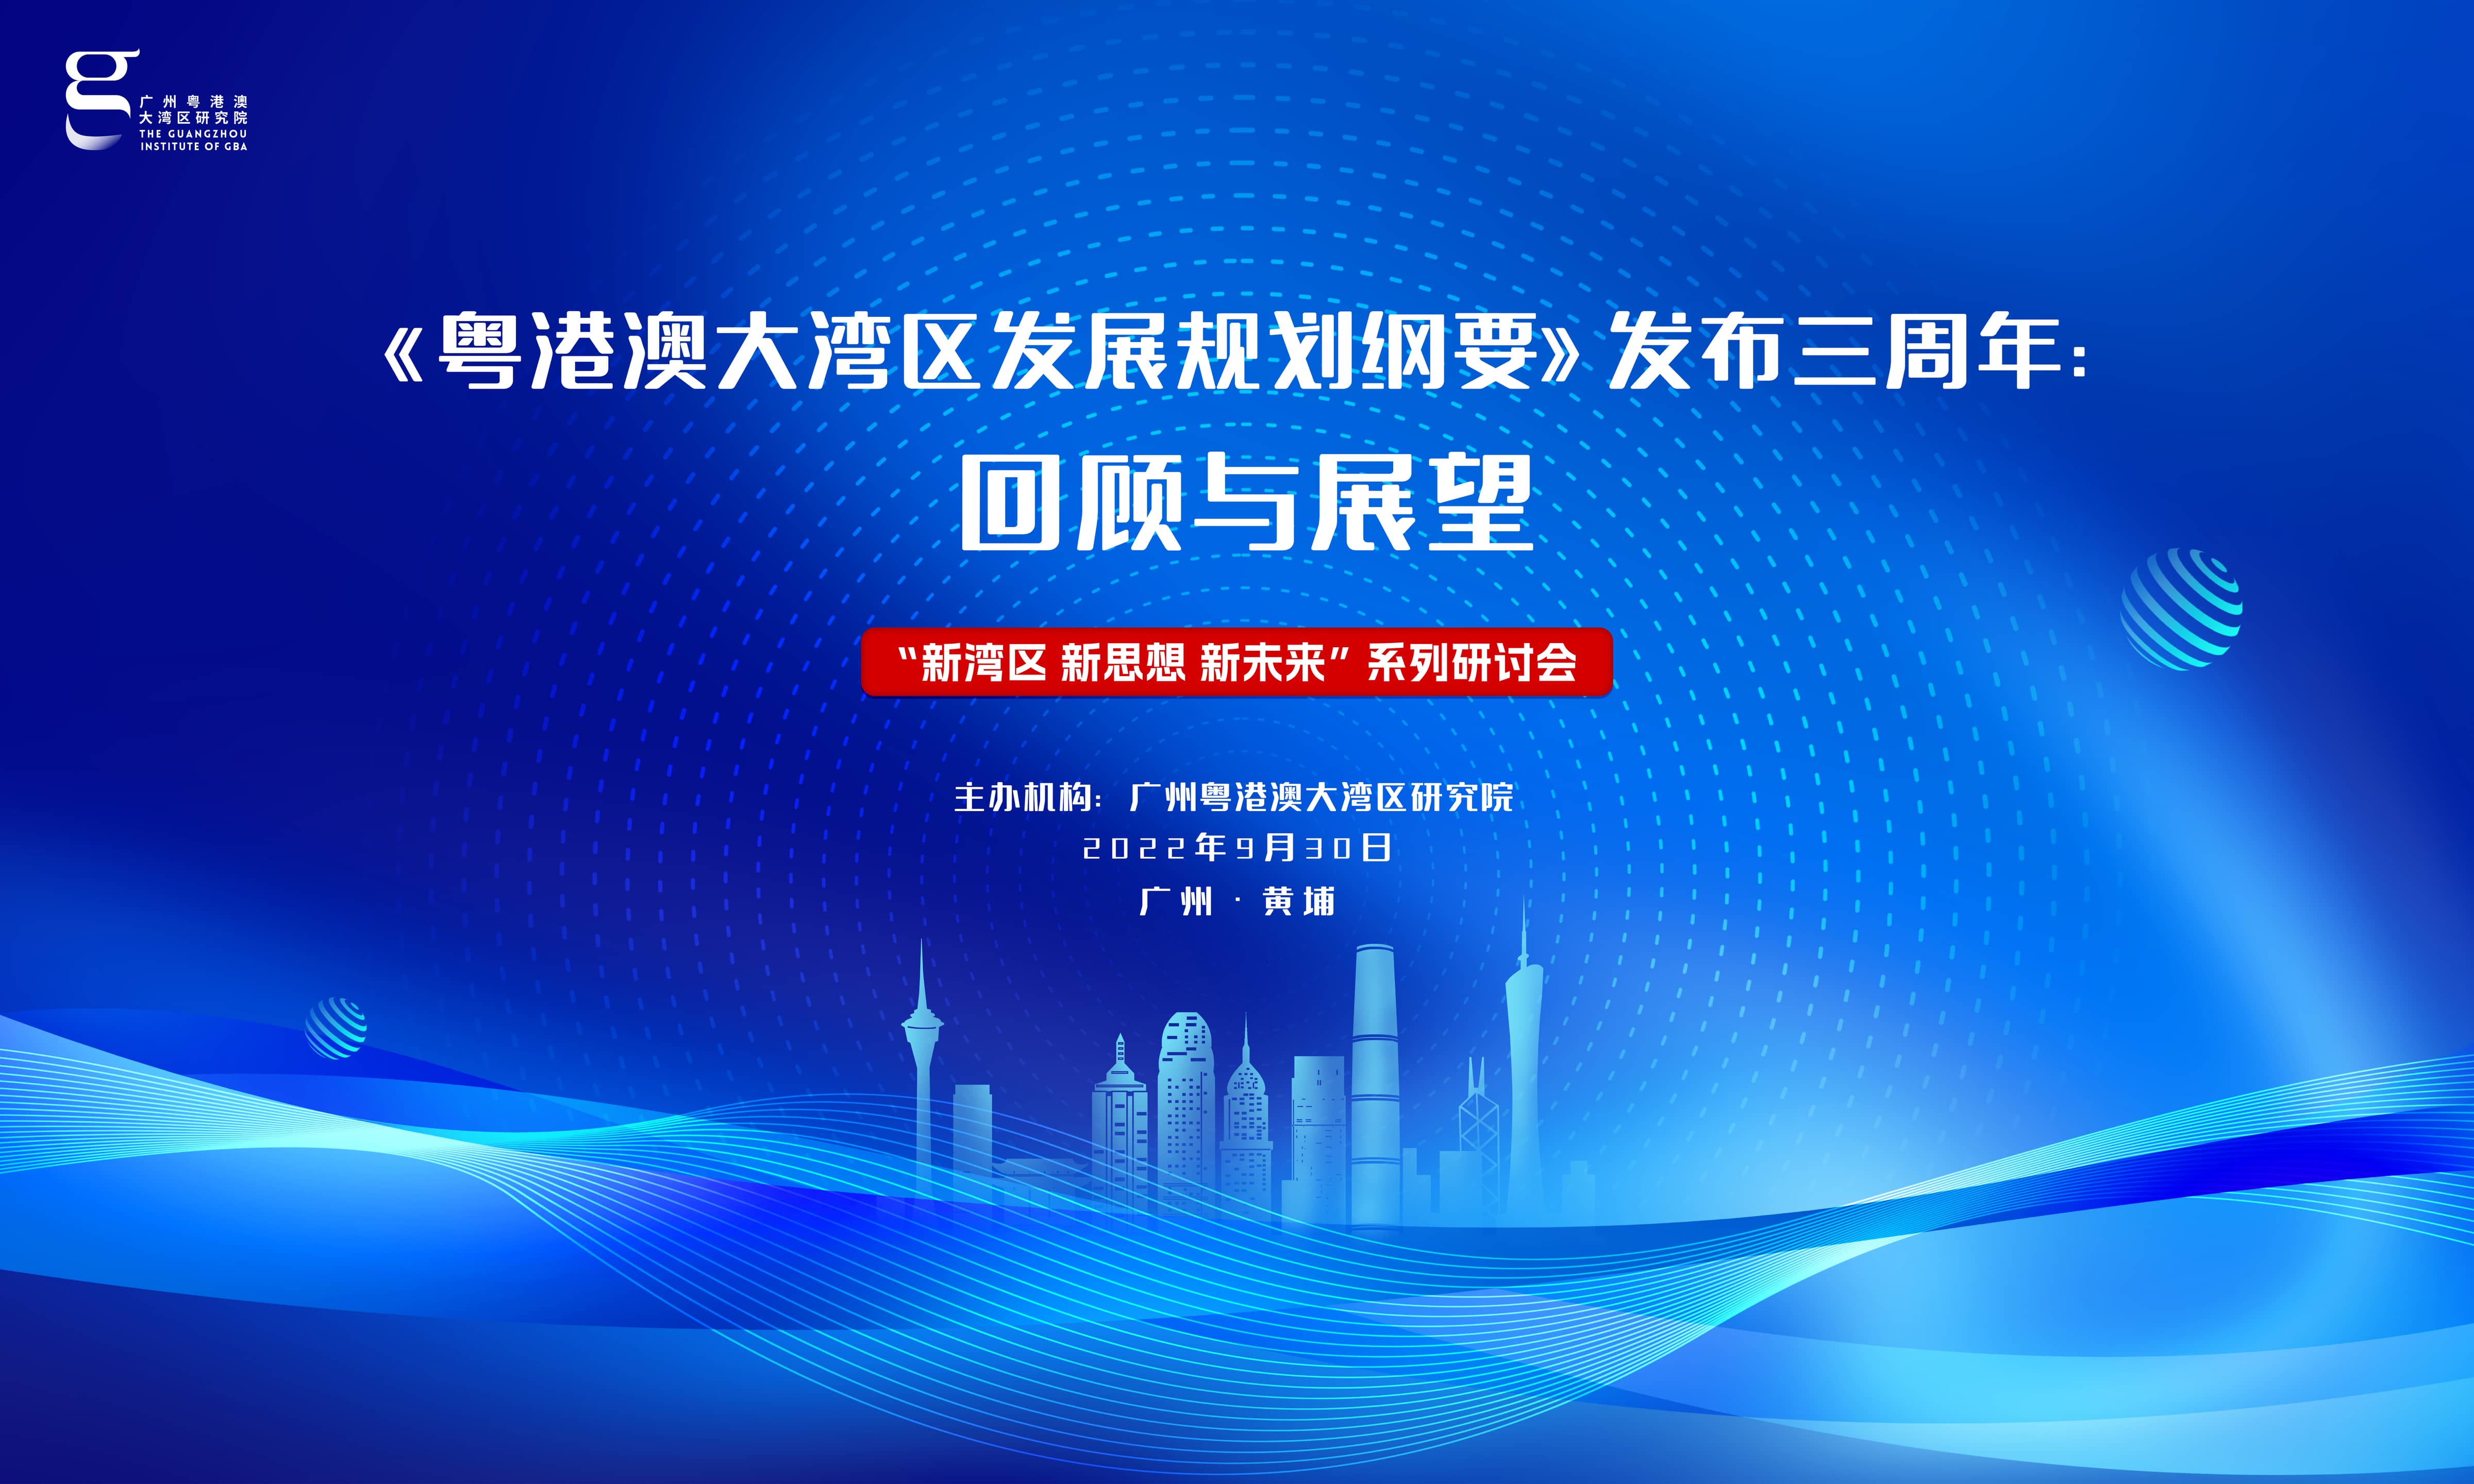 广州粤港澳
大湾区研究院
THE GUANGZHOU
INSTITUTE OF GBA
《粤港澳大湾区发展规划纲要》发布三周年:
回顾与展望
“新湾区 新思想 新未来” 系列研讨会
主办机构: 广州粤港澳大湾区研究院
2022年9月30日
广州 · 黄埔